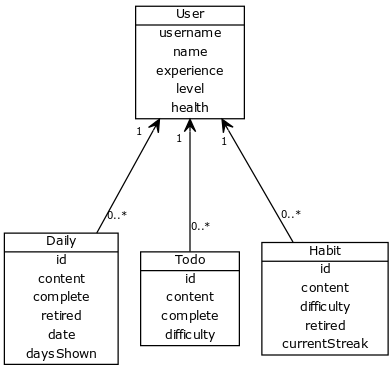 User
username
name
experience
level
health
1
1
1
0..*
0..*
0..*
Daily
id
content
complete
retired
date
daysShown
Todo
id
content
complete
difficulty
Habit
id
content
difficulty
retired
currentStreak